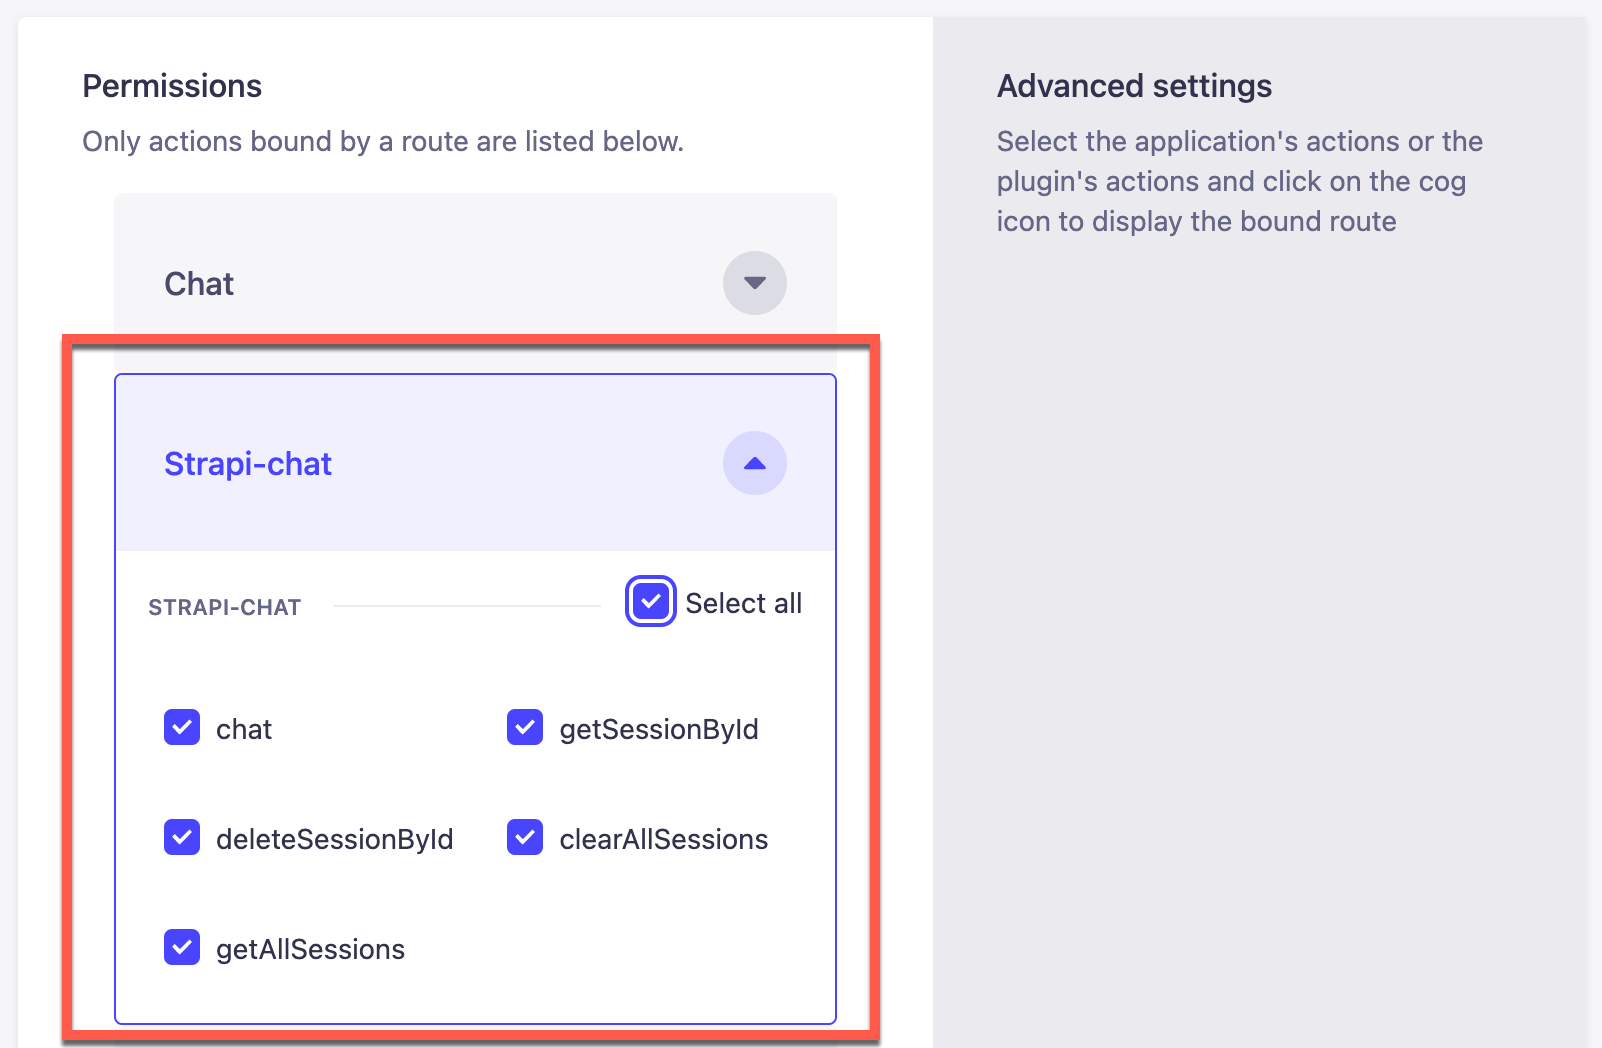 Permissions
Only actions bound by a route are listed below.
Chat
Strapi-chat
STRAPI-CHAT
Select all
chat
getSessionById
deleteSessionById
clearAllSessions
getAllSessions
Advanced settings
Select the application's actions or the
plugin's actions and click on the cog
icon to display the bound route